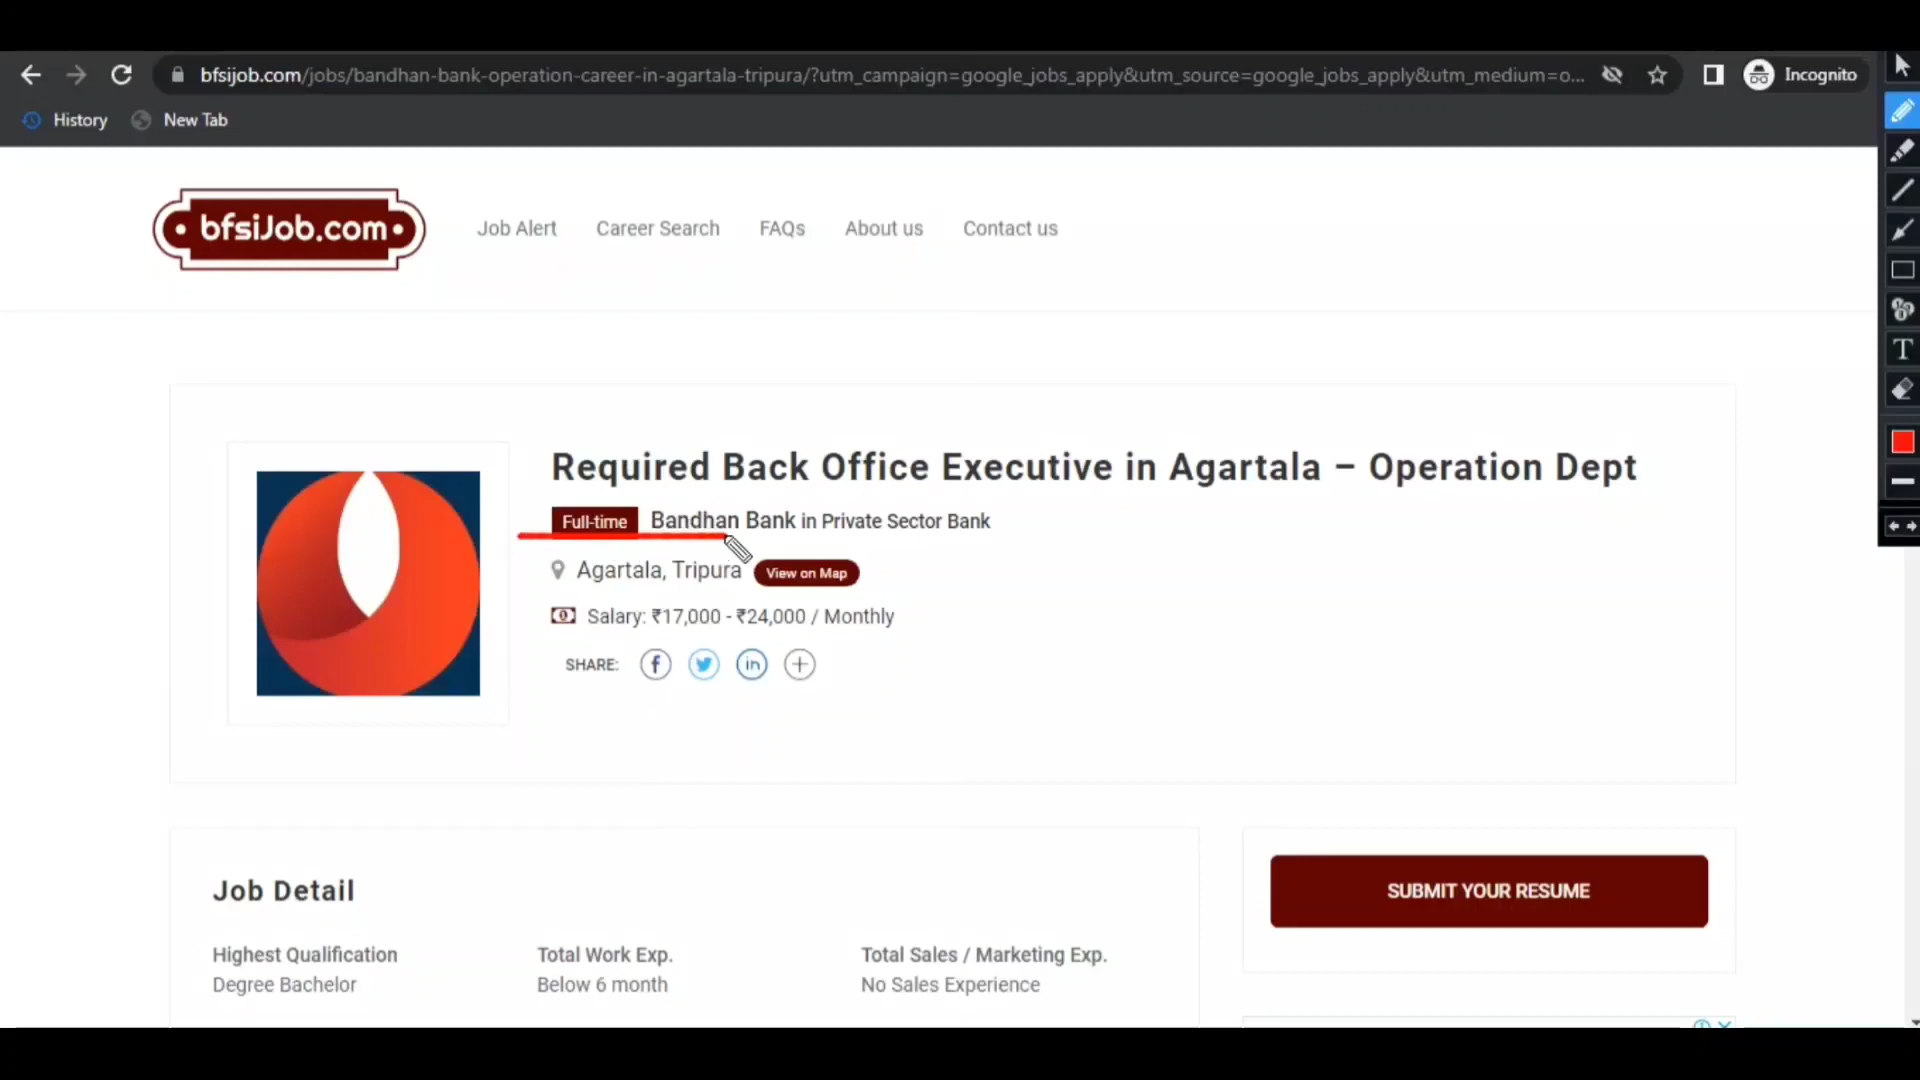 bfsijob.com/jobs/bandhan-bank-operation-career-in-agartala-tripura/?utm_campaign=google_jobs_apply&utm_source=google_jobs_apply&utm_medium=o... Incognito
History New Tab
bfsiJob.com Job Alert Career Search FAQs About us Contact us
Required Back Office Executive in Agartala – Operation Dept
Full-time Bandhan Bank in Private Sector Bank
Agartala, Tripura View on Map
Salary: ₹17,000 - ₹24,000 / Monthly
SHARE:
Job Detail
SUBMIT YOUR RESUME
Highest Qualification Total Work Exp. Total Sales / Marketing Exp.
Degree Bachelor Below 6 month No Sales Experience